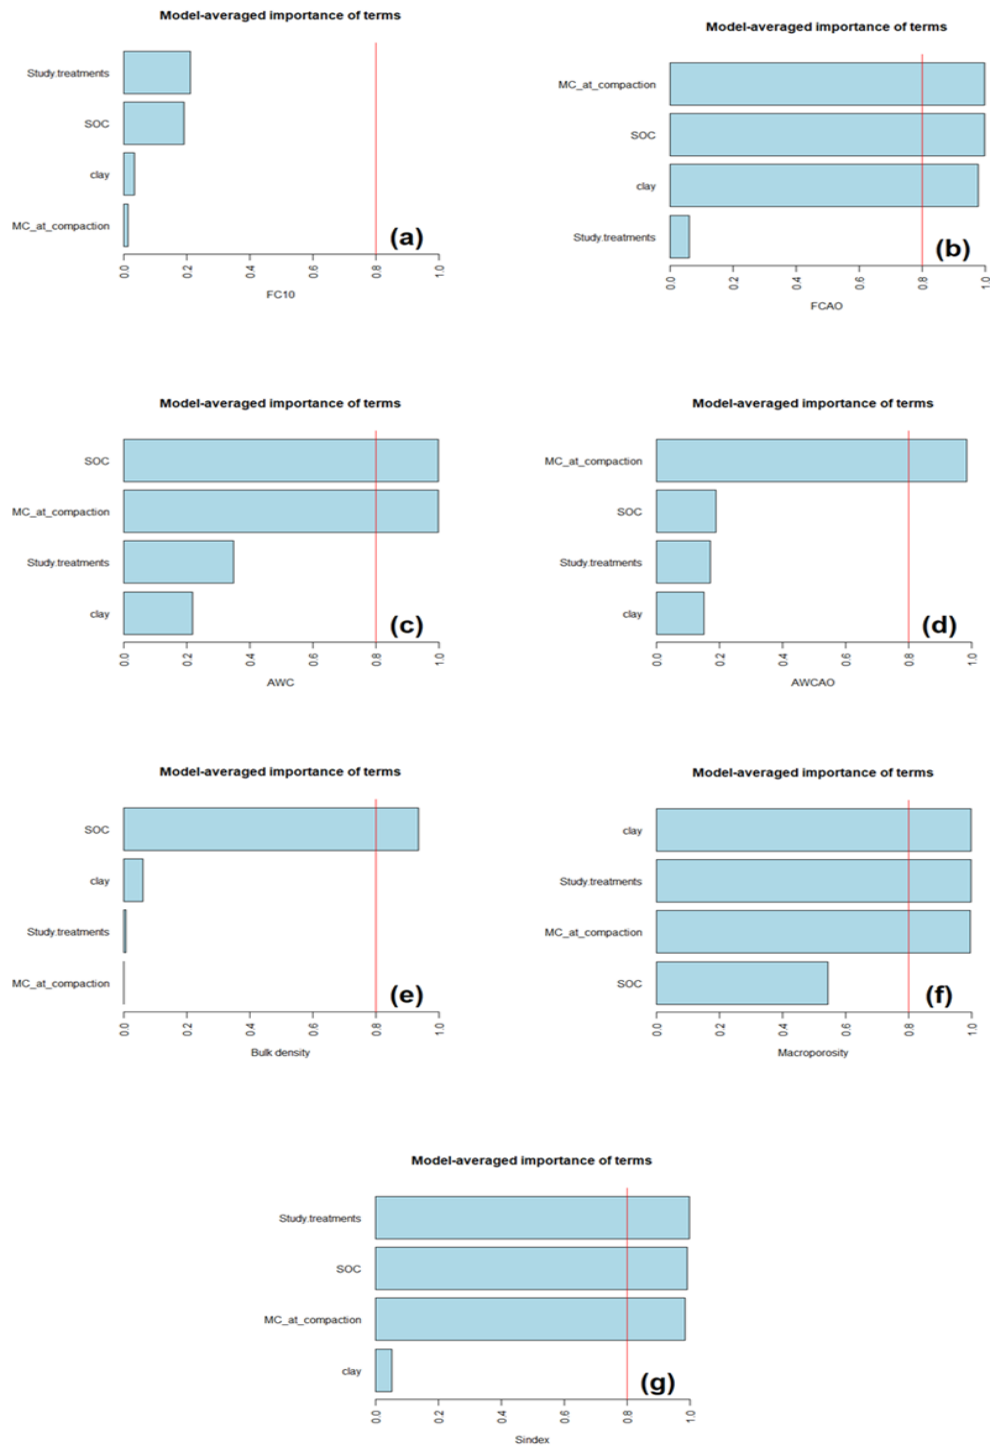 Model-averaged importance of terms
Study.treatments
SOC
clay
MC_at_compaction
(a)
0.0 0.2 0.4 0.6 0.8 1.0
FC10
Model-averaged importance of terms
MC_at_compaction
SOC
clay
Study.treatments
(b)
0.0 0.2 0.4 0.6 0.8 1.0
FCAO
Model-averaged importance of terms
SOC
MC_at_compaction
Study.treatments
clay
(c)
0.0 0.2 0.4 0.6 0.8 1.0
AWC
Model-averaged importance of terms
MC_at_compaction
SOC
Study.treatments
clay
(d)
0.0 0.2 0.4 0.6 0.8 1.0
AWCAO
Model-averaged importance of terms
SOC
clay
Study.treatments
MC_at_compaction
(e)
0.0 0.2 0.4 0.6 0.8 1.0
Bulk density
Model-averaged importance of terms
clay
Study.treatments
MC_at_compaction
SOC
(f)
0.0 0.2 0.4 0.6 0.8 1.0
Macroporosity
Model-averaged importance of terms
Study.treatments
SOC
MC_at_compaction
clay
(g)
0.0 0.2 0.4 0.6 0.8 1.0
Sindex